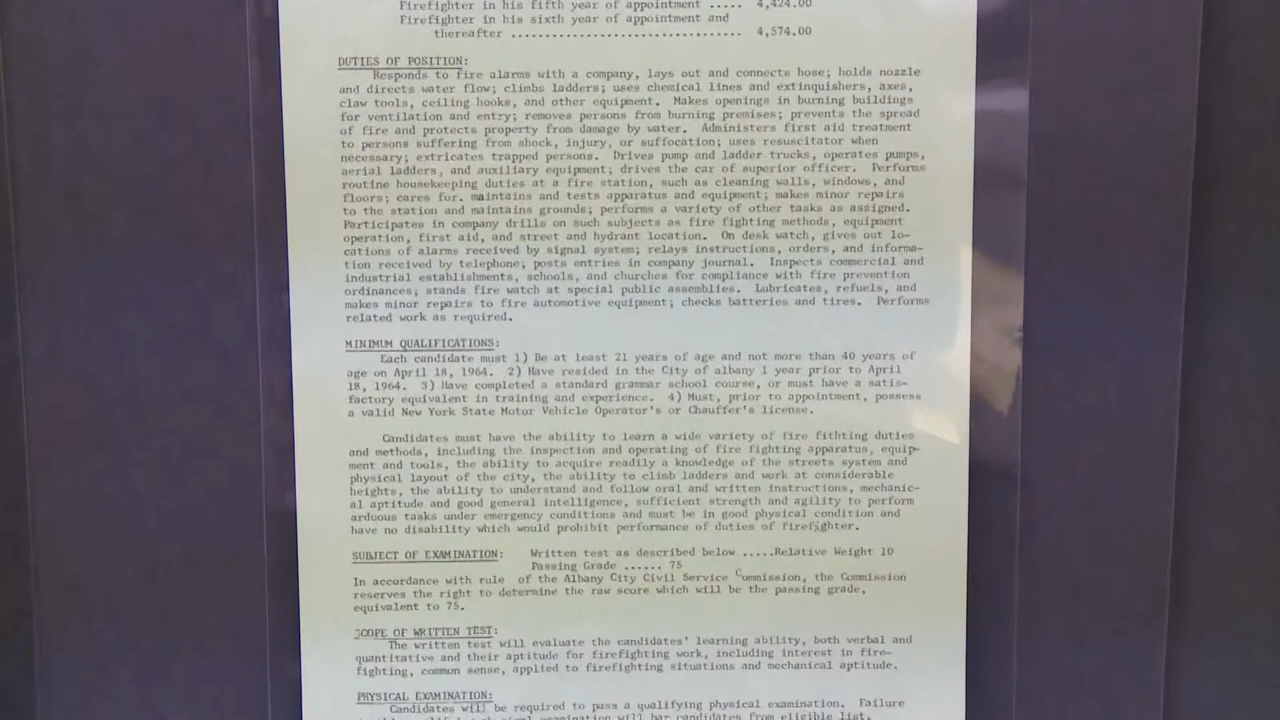 Firefighter in his fifth year of appointment ..... 4,424.00
Firefighter in his sixth year of appointment and
thereafter ................................ 4,574.00
DUTIES OF POSITION:
Responds to fire alarms with a company, lays out and connects hose; holds nozzle
and directs water flow; climbs ladders; uses chemical lines and extinguishers, axes,
claw tools, ceiling hooks, and other equipment. Makes openings in burning buildings
for ventilation and entry; removes persons from burning premises; prevents the spread
of fire and protects property from damage by water. Administers first aid treatment
to persons suffering from shock, injury, or suffocation; uses resuscitator when
necessary; extricates trapped persons. Drives pump and ladder trucks, operates pumps,
aerial ladders, and auxiliary equipment; drives the car of superior officer. Performs
routine housekeeping duties at a fire station, such as cleaning walls, windows, and
floors; cares for. maintains and tests apparatus and equipment; makes minor repairs
to the station and maintains grounds; performs a variety of other tasks as assigned.
Participates in company drills on such subjects as fire fighting methods, equipment
operation, first aid, and street and hydrant location. On desk watch, gives out lo-
cations of alarms received by signal system; relays instructions, orders, and informa-
tion received by telephone; posts entries in company journal. Inspects commercial and
industrial establishments, schools, and churches for compliance with fire prevention
ordinances; stands fire watch at special public assemblies. Lubricates, refuels, and
makes minor repairs to fire automotive equipment; checks batteries and tires. Performs
related work as required.
MINIMUM QUALIFICATIONS:
Each candidate must 1) Be at least 21 years of age and not more than 40 years of
age on April 18, 1964. 2) Have resided in the City of albany 1 year prior to April
18, 1964. 3) Have completed a standard grammar school course, or must have a satis-
factory equivalent in training and experience. 4) Must, prior to appointment, possess
a valid New York State Motor Vehicle Operator's or Chauffer's license.
Candidates must have the ability to learn a wide variety of fire fithting duties
and methods, including the inspection and operating of fire fighting apparatus, equip-
ment and tools, the ability to acquire readily a knowledge of the streets system and
physical layout of the city, the ability to climb ladders and work at considerable
heights, the ability to understand and follow oral and written instructions, mechanic-
al aptitude and good general intelligence, sufficient strength and agility to perform
arduous tasks under emergency conditions and must be in good physical condition and
have no disability which would prohibit performance of duties of firefighter.
SUBJECT OF EXAMINATION: Written test as described below .....Relative Weight 10
Passing Grade ...... 75
In accordance with rule of the Albany City Civil Service Commission, the Commission
reserves the right to determine the raw score which will be the passing grade,
equivalent to 75.
SCOPE OF WRITTEN TEST:
The written test will evaluate the candidates' learning ability, both verbal and
quantitative and their aptitude for firefighting work, including interest in fire-
fighting, common sense, applied to firefighting situations and mechanical aptitude.
PHYSICAL EXAMINATION:
Candidates will be required to pass a qualifying physical examination. Failure
examination will bar candidates from eligible list.